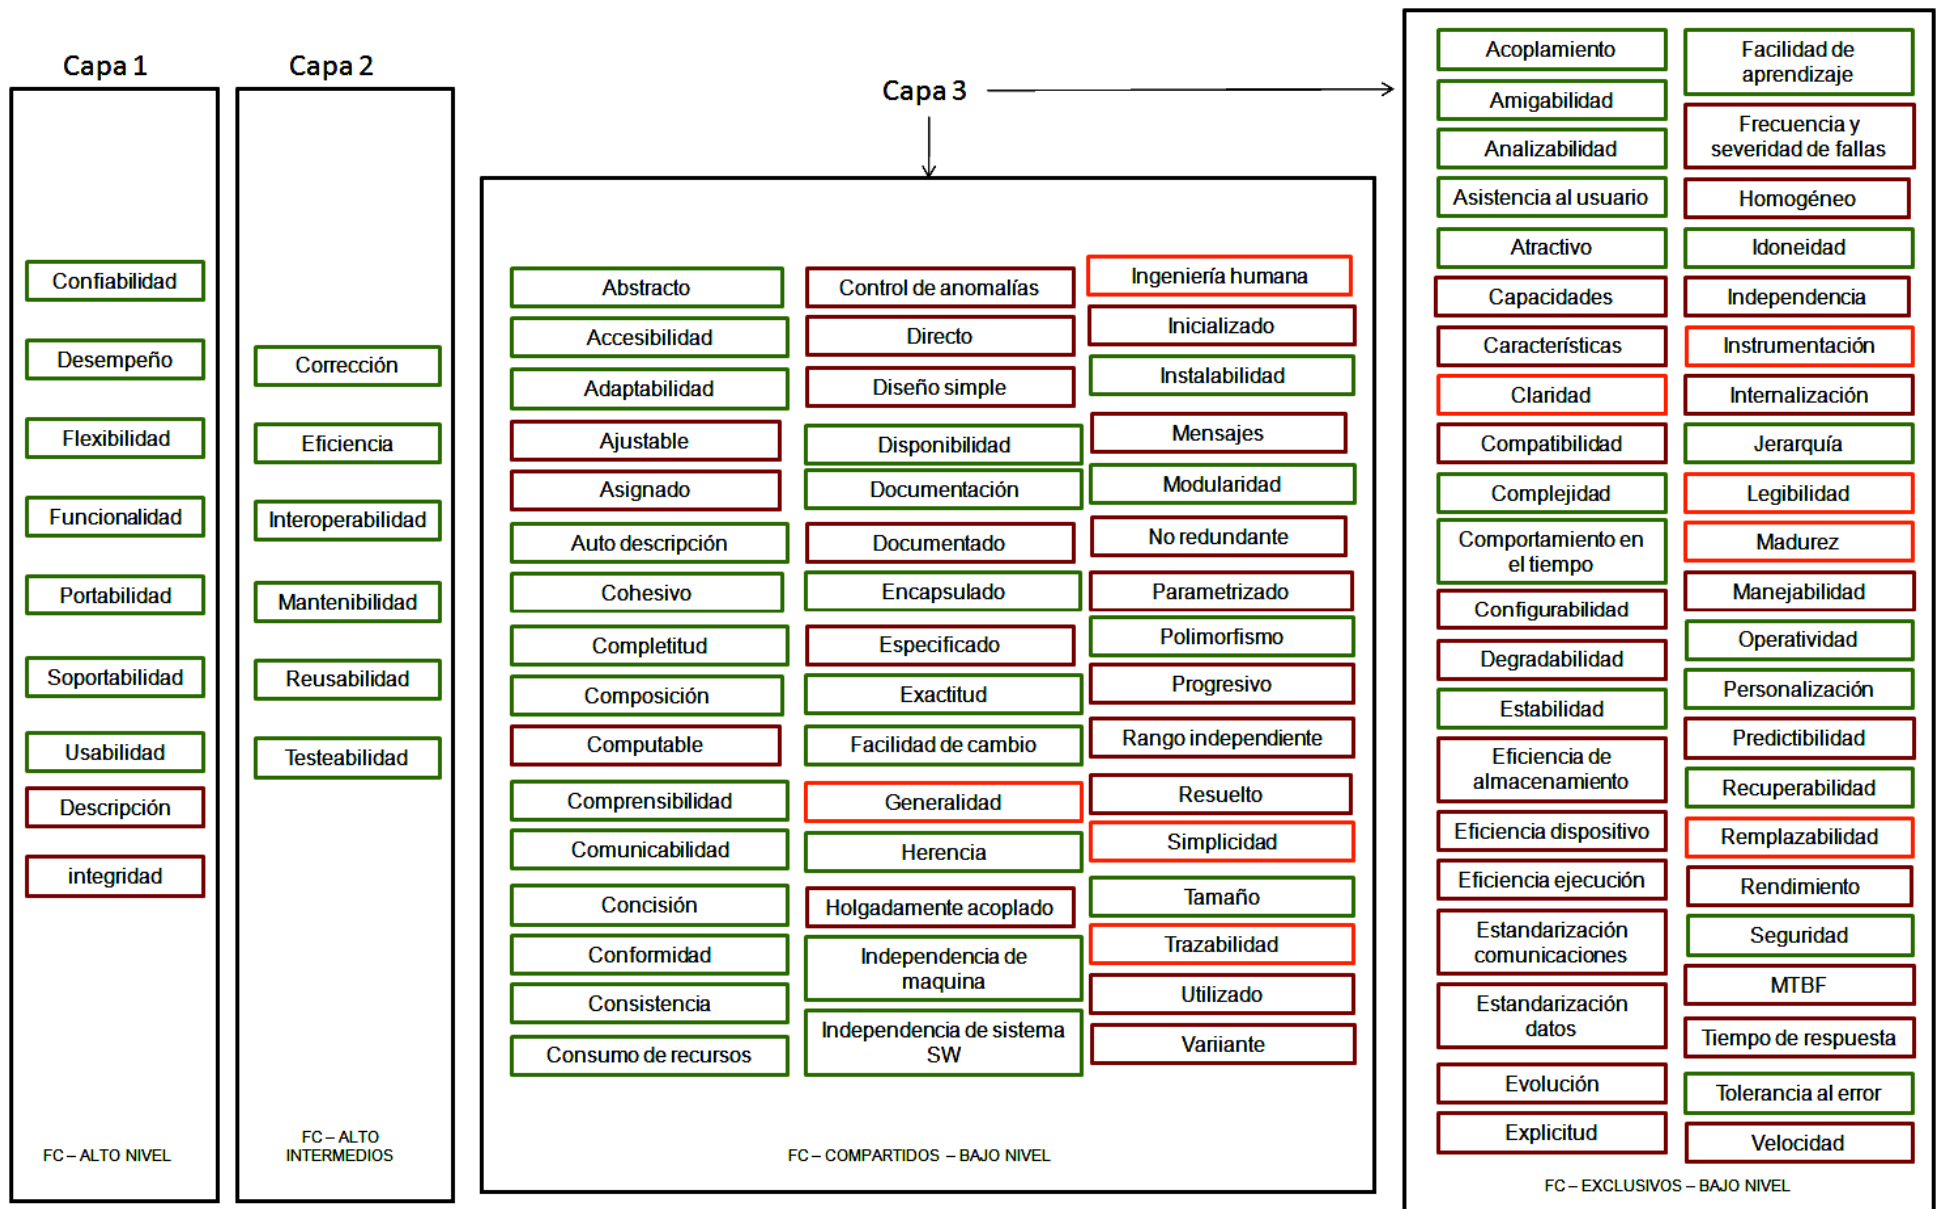 Capa 1
Confiabilidad
Desempeño
Flexibilidad
Funcionalidad
Portabilidad
Soportabilidad
Usabilidad
Descripción
integridad
FC – ALTO NIVEL
Capa 2
Corrección
Eficiencia
Interoperabilidad
Mantenibilidad
Reusabilidad
Testeabilidad
FC – ALTO
INTERMEDIOS
Capa 3
Abstracto
Accesibilidad
Adaptabilidad
Ajustable
Asignado
Auto descripción
Cohesivo
Completitud
Composición
Computable
Comprensibilidad
Comunicabilidad
Concisión
Conformidad
Consistencia
Consumo de recursos
Control de anomalías
Directo
Diseño simple
Disponibilidad
Documentación
Documentado
Encapsulado
Especificado
Exactitud
Facilidad de cambio
Generalidad
Herencia
Holgadamente acoplado
Independencia de
maquina
Independencia de sistema
SW
Ingeniería humana
Inicializado
Instalabilidad
Mensajes
Modularidad
No redundante
Parametrizado
Polimorfismo
Progresivo
Rango independiente
Resuelto
Simplicidad
Tamaño
Trazabilidad
Utilizado
Variiante
FC – COMPARTIDOS – BAJO NIVEL
Acoplamiento
Amigabilidad
Analizabilidad
Asistencia al usuario
Atractivo
Capacidades
Características
Claridad
Compatibilidad
Complejidad
Comportamiento en
el tiempo
Configurabilidad
Degradabilidad
Estabilidad
Eficiencia de
almacenamiento
Eficiencia dispositivo
Eficiencia ejecución
Estandarización
comunicaciones
Estandarización
datos
Evolución
Explicitud
Facilidad de
aprendizaje
Frecuencia y
severidad de fallas
Homogéneo
Idoneidad
Independencia
Instrumentación
Internalización
Jerarquía
Legibilidad
Madurez
Manejabilidad
Operatividad
Personalización
Predictibilidad
Recuperabilidad
Remplazabilidad
Rendimiento
Seguridad
MTBF
Tiempo de respuesta
Tolerancia al error
Velocidad
FC – EXCLUSIVOS – BAJO NIVEL